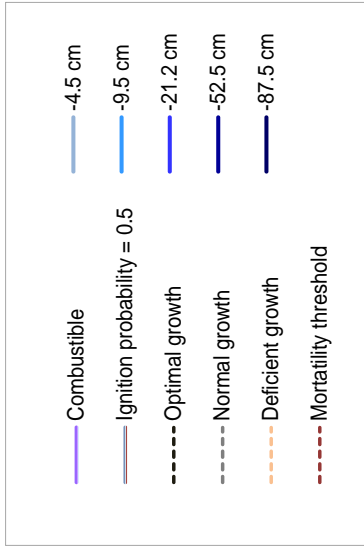 Combustible
Ignition probability = 0.5
Optimal growth
Normal growth
Deficient growth
Mortatility threshold
-4.5 cm
-9.5 cm
-21.2 cm
-52.5 cm
-87.5 cm